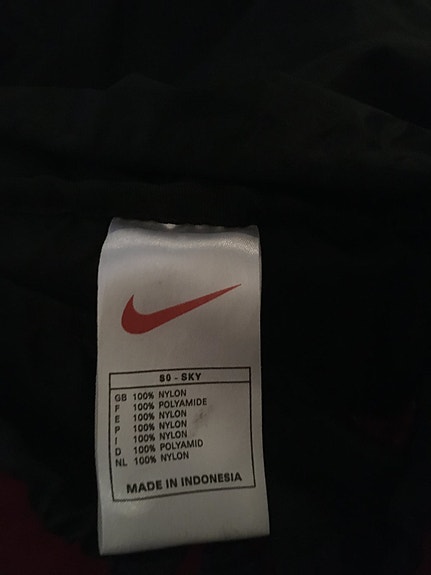 S0 - SKY
GB 100% NYLON
F 100% POLYAMIDE
E 100% NYLON
P 100% NYLON
I 100% NYLON
D 100% POLYAMID
NL 100% NYLON
MADE IN INDONESIA